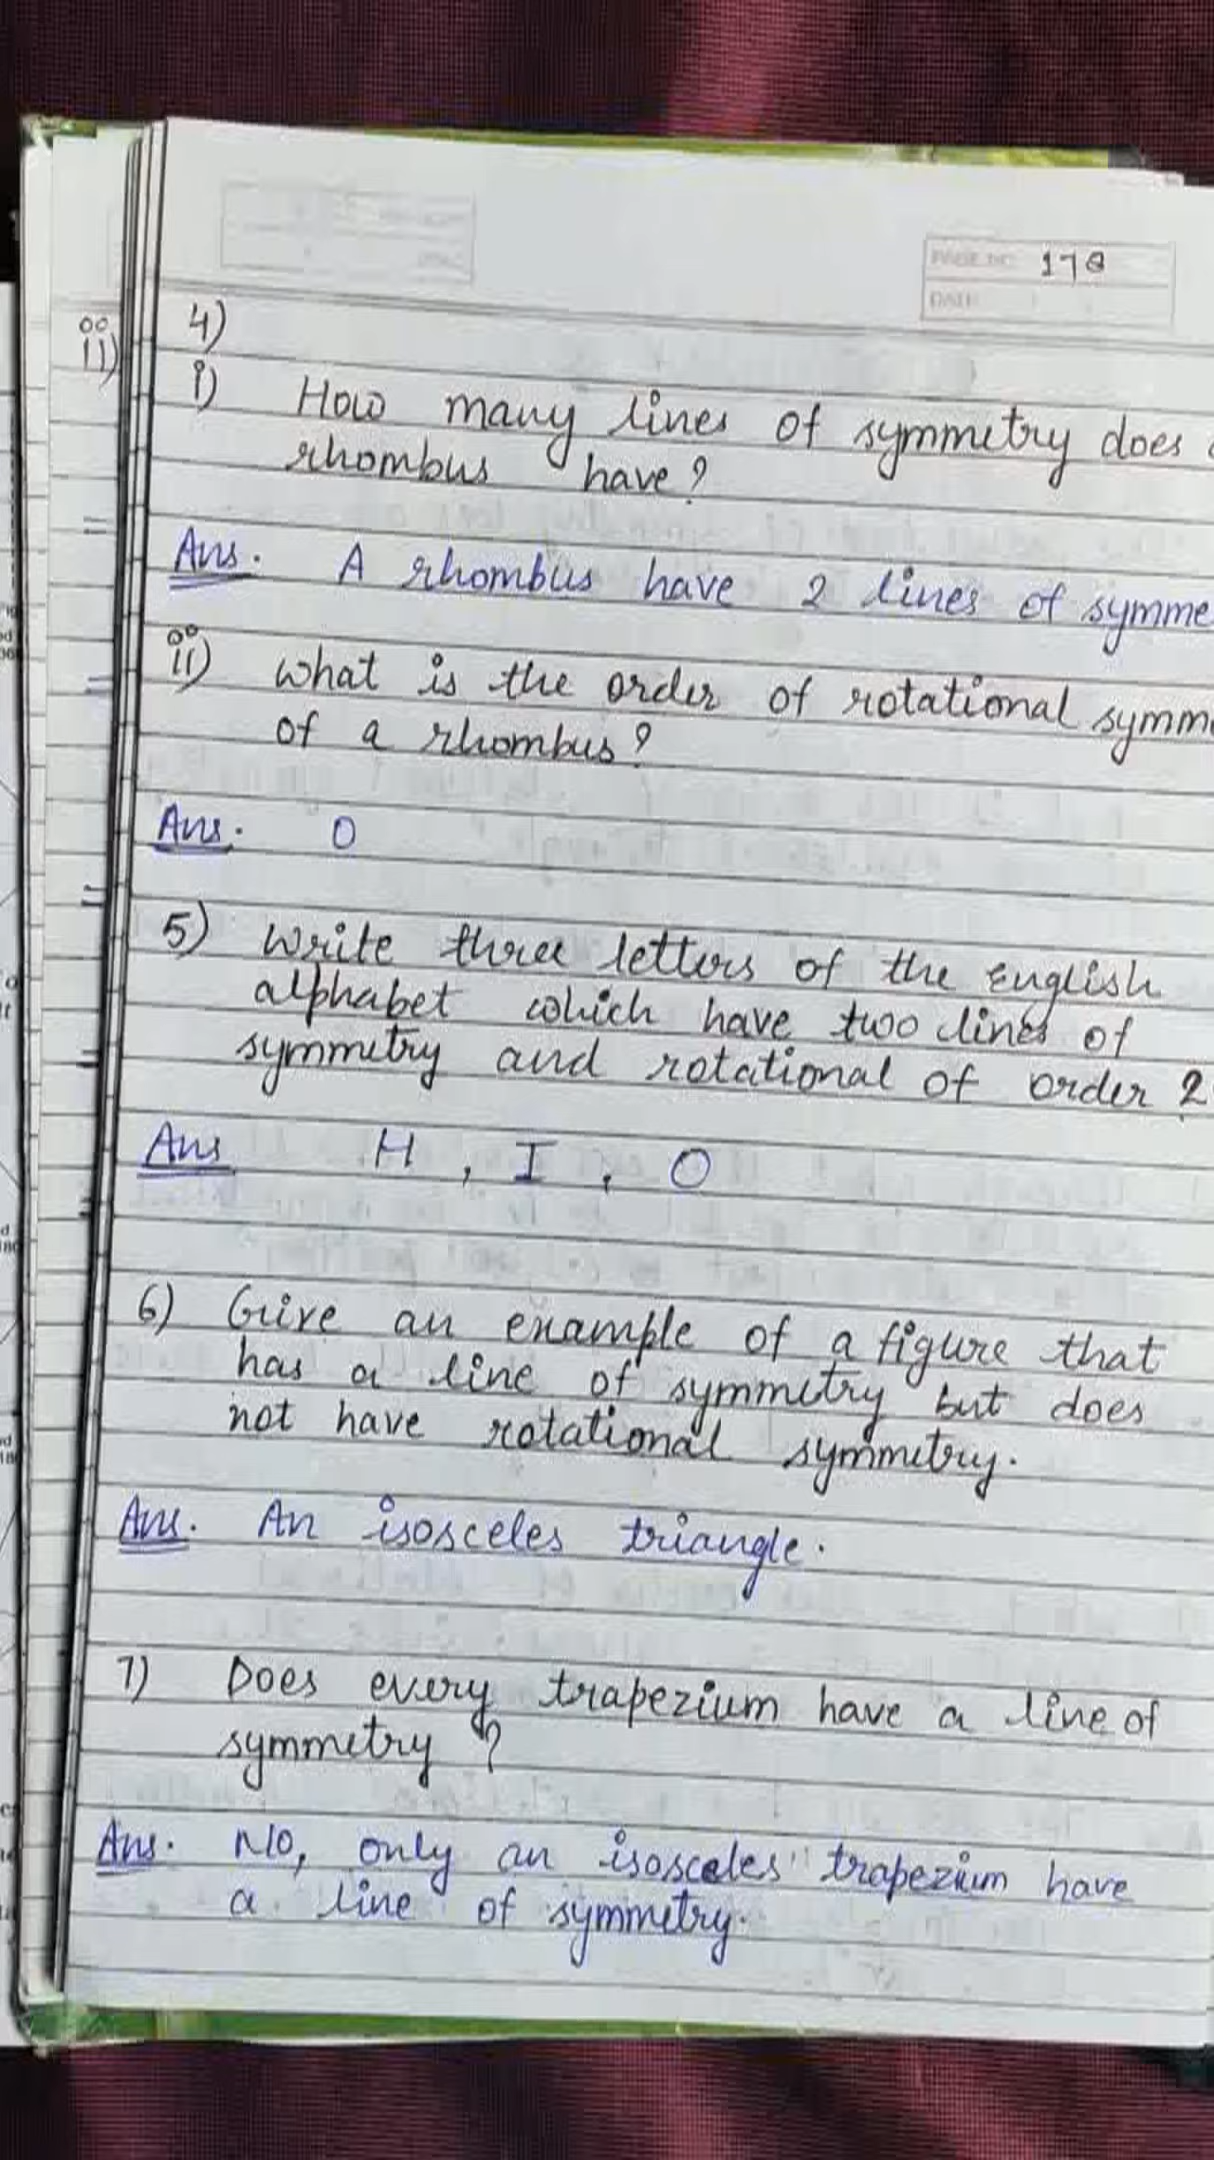 PAGE NO: 178
DATE:
ii)
4)
i) How many lines of symmetry does
rhombus have?
Ans. A rhombus have 2 lines of symme
ii) what is the order of rotational symm
of a rhombus?
Ans. 0
5) Write three letters of the English
alphabet which have two lines of
symmetry and rotational of order 2
Ans H, I, O
6) Give an example of a figure that
has a line of symmetry but does
not have rotational symmetry.
Ans. An isosceles triangle.
7) Does every trapezium have a line of
symmetry?
Ans. No, only an isosceles trapezium have
a line of symmetry.